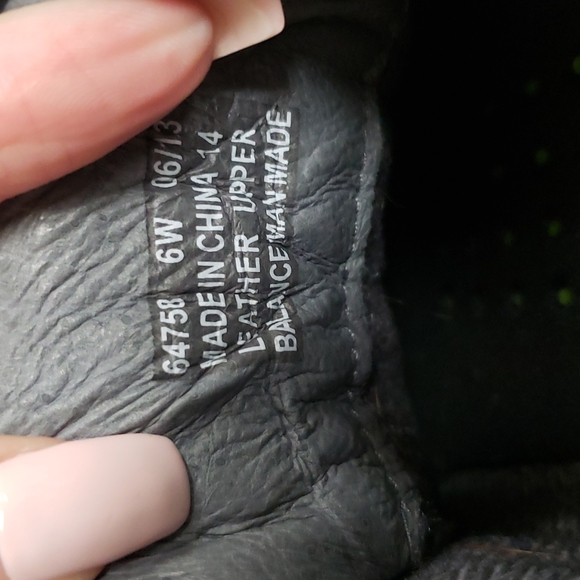 64758 6W 06/13
MADE IN CHINA 14
LEATHER UPPER
BALANCE MAN MADE